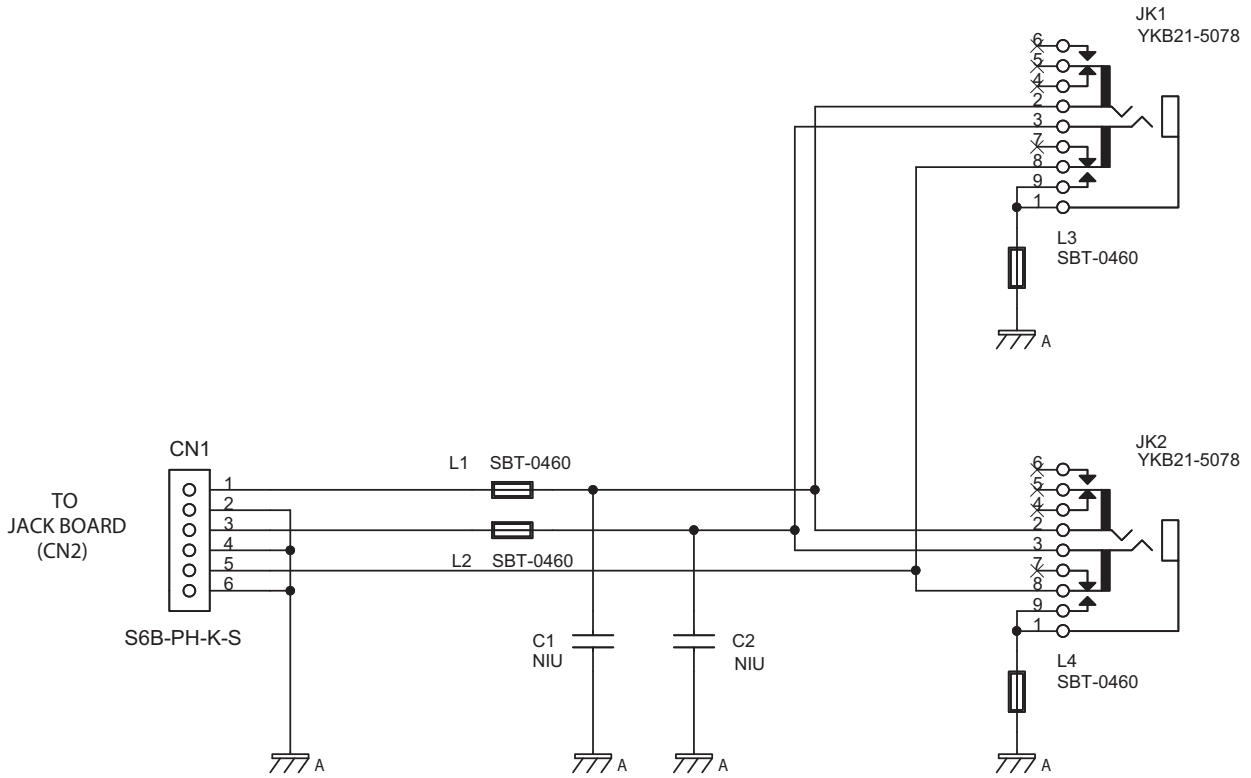 JK1
YKB21-5078
6
5
4
2
3
7
8
9
1
L3
SBT-0460
A
CN1
TO
JACK BOARD
(CN2)
1
2
3
4
5
6
S6B-PH-K-S
L1 SBT-0460
L2 SBT-0460
C1
NIU
C2
NIU
A
A
A
JK2
YKB21-5078
6
5
4
2
3
7
8
9
1
L4
SBT-0460
A